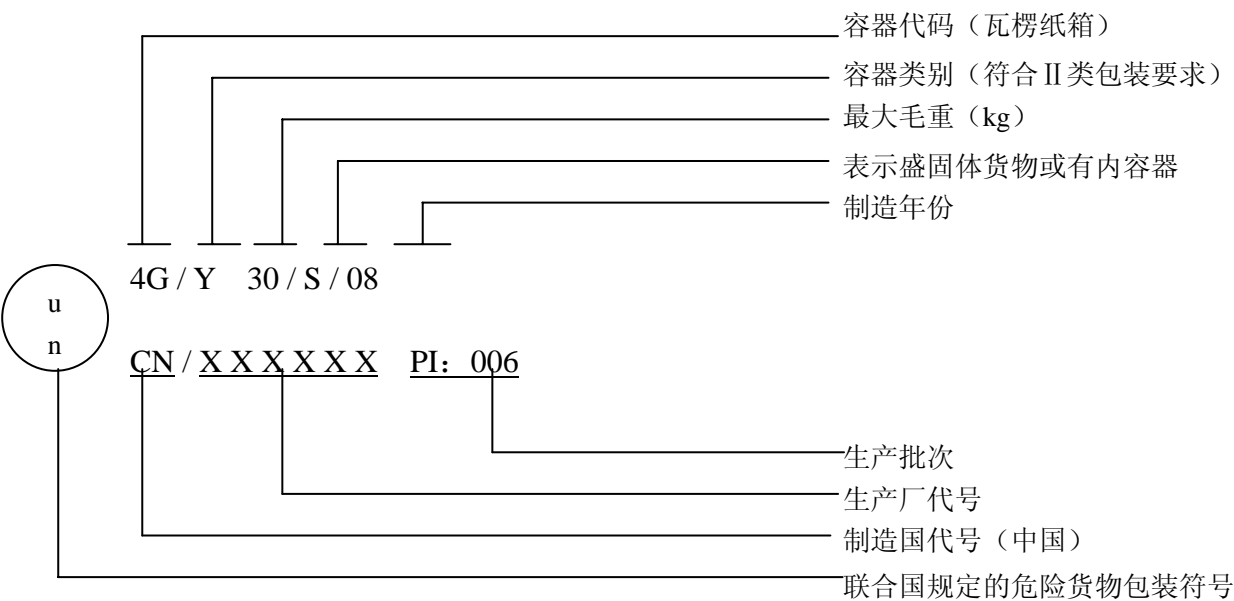 容器代码（瓦楞纸箱）
容器类别（符合Ⅱ类包装要求）
最大毛重（kg）
表示盛固体货物或有内容器
制造年份
4G / Y 30 / S / 08
u
n
CN / X X X X X X PI：006
生产批次
生产厂代号
制造国代号（中国）
联合国规定的危险货物包装符号